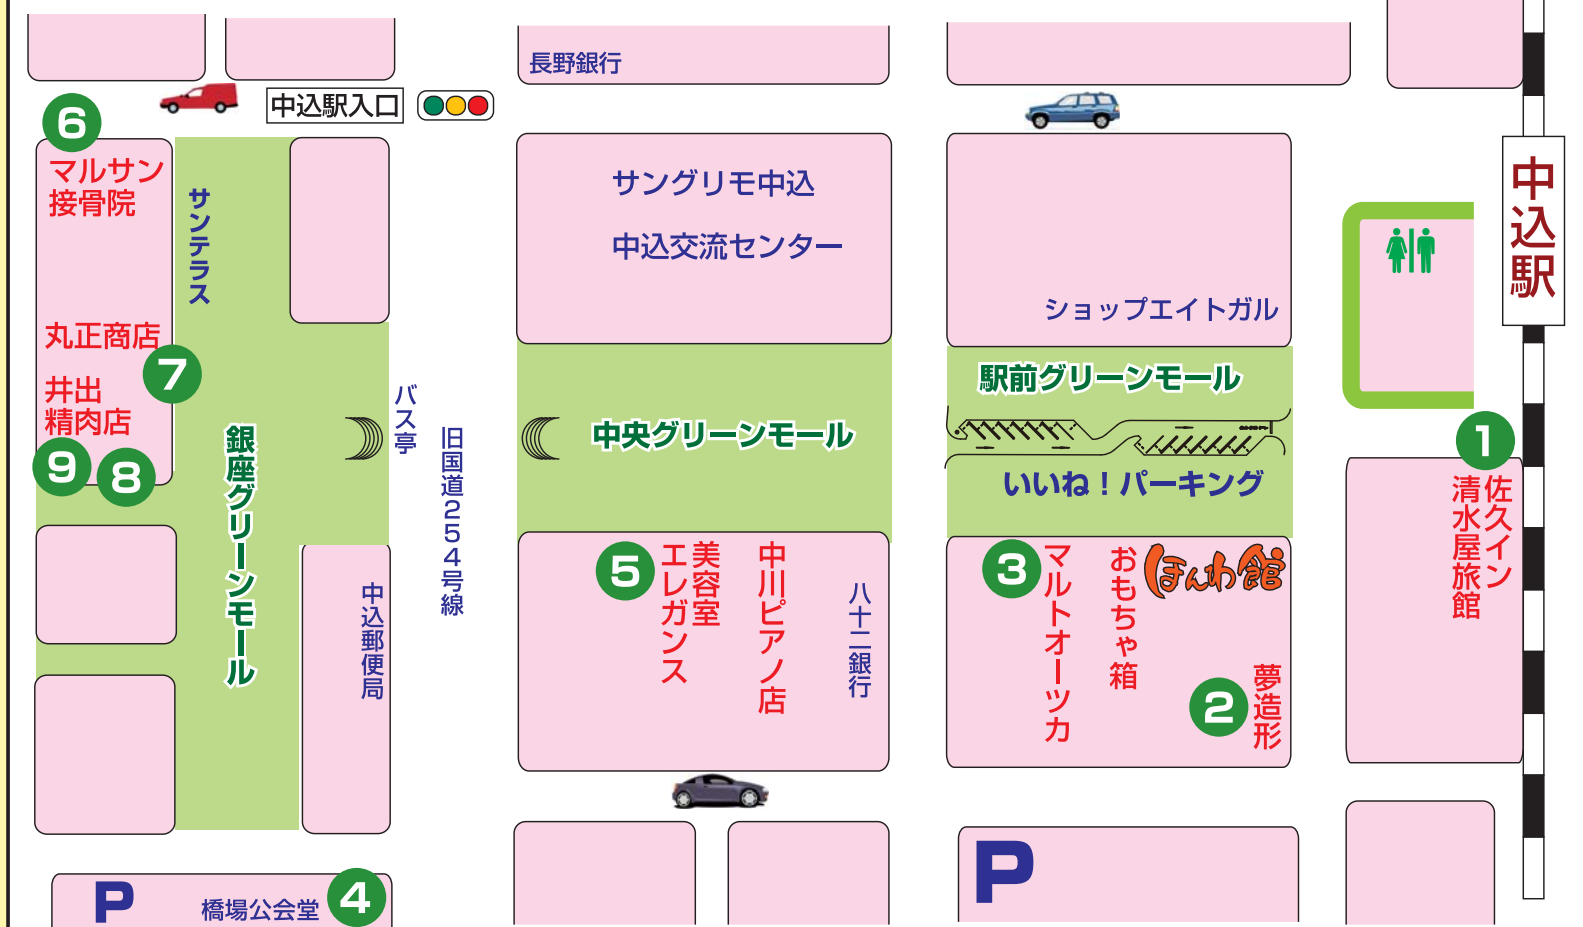 長野銀行
中込駅入口
6
マルサン
接骨院
サンテラス
丸正商店
7
井出
精肉店
9
8
銀座グリーンモール
バス亭
旧国道254号線
中込郵便局
P
橋場公会堂
4
サングリモ中込
中込交流センター
中央グリーンモール
5
美容室
エレガンス
中川ピアノ店
八十二銀行
ショップエイトガル
駅前グリーンモール
いいね！パーキング
3
マルトオーツカ
おもちゃ箱
ほんわ館
2
夢造形
P
中込駅
1
佐久イン
清水屋旅館